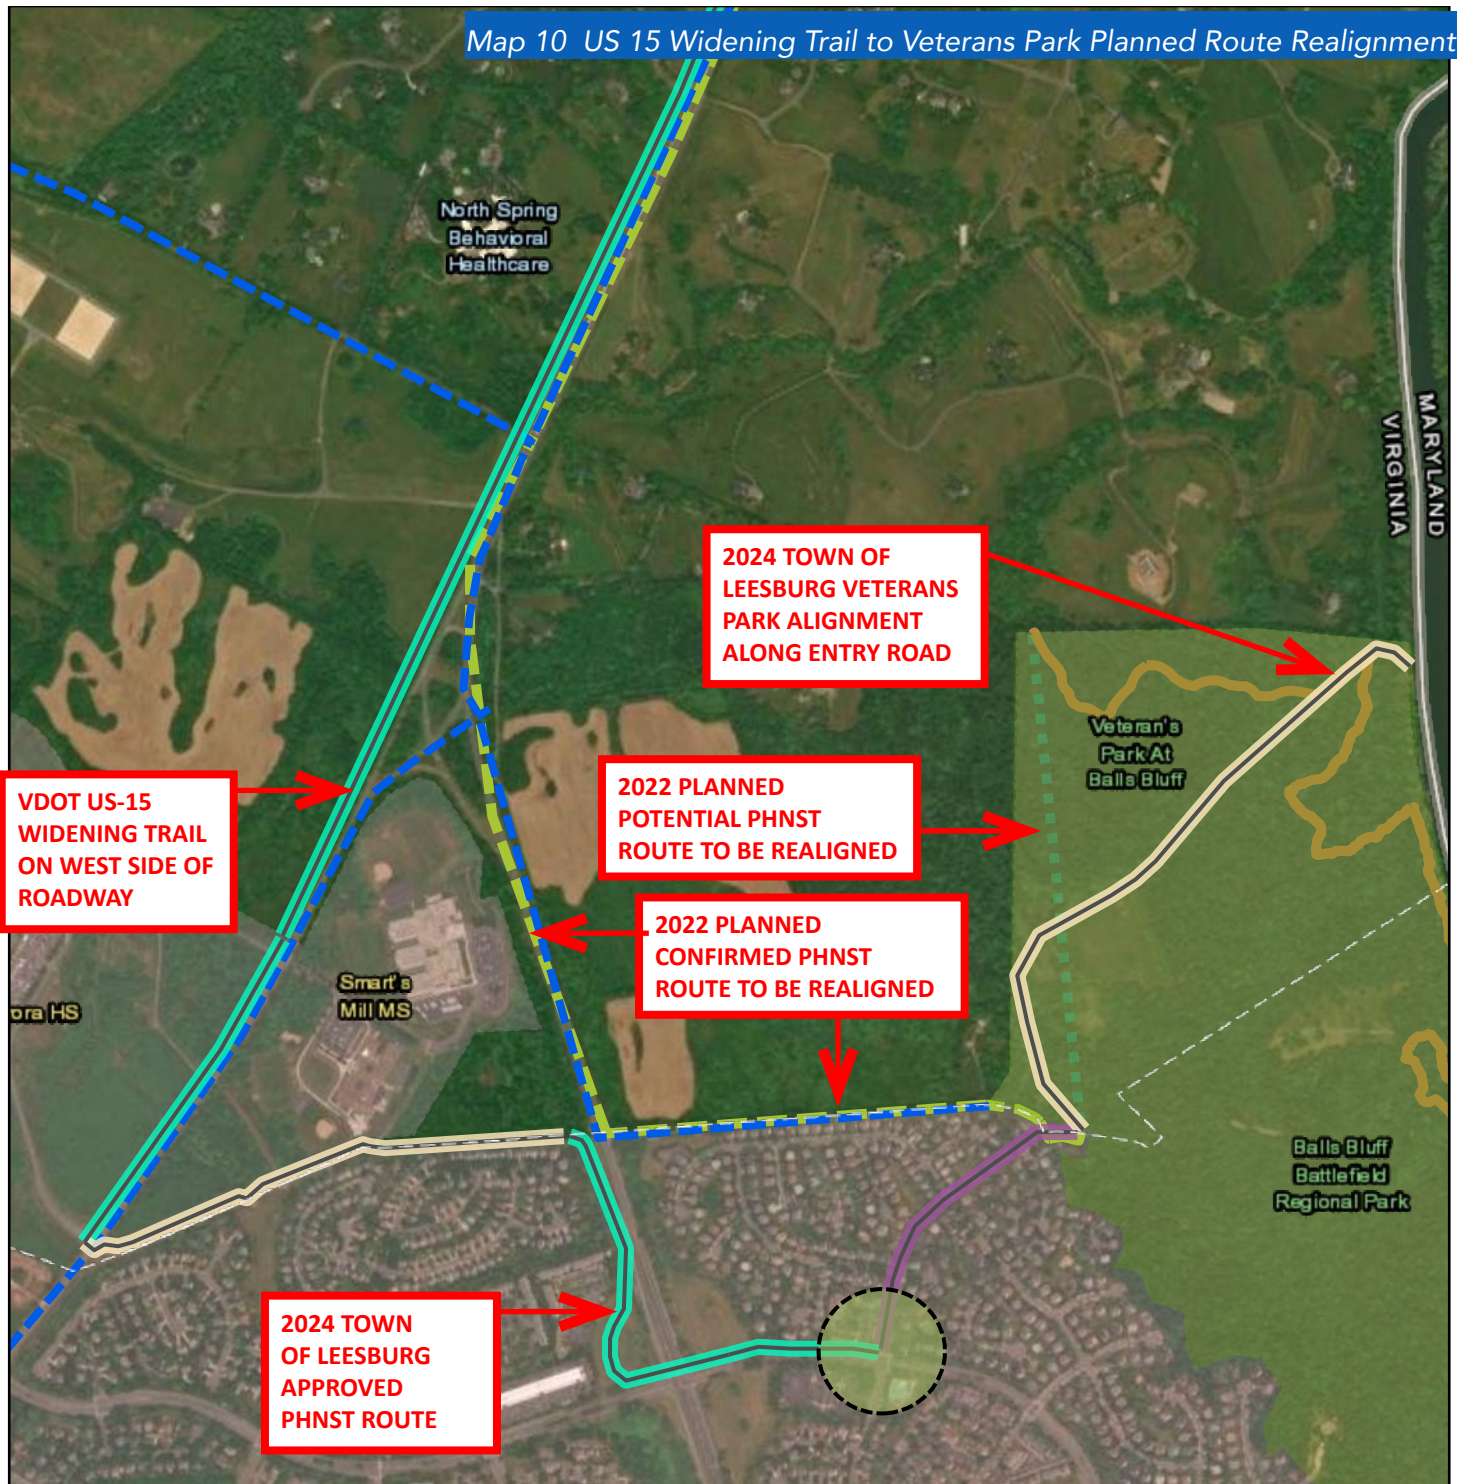 Map 10 US 15 Widening Trail to Veterans Park Planned Route Realignment
North Spring
Behavioral
Healthcare
MARYLAND
VIRGINIA
2024 TOWN OF
LEESBURG VETERANS
PARK ALIGNMENT
ALONG ENTRY ROAD
Veteran's
Park At
Balls Bluff
VDOT US-15
WIDENING TRAIL
ON WEST SIDE OF
ROADWAY
2022 PLANNED
POTENTIAL PHNST
ROUTE TO BE REALIGNED
2022 PLANNED
CONFIRMED PHNST
ROUTE TO BE REALIGNED
Smart's
Mill MS
ora HS
Balls Bluff
Battlefield
Regional Park
2024 TOWN
OF LEESBURG
APPROVED
PHNST ROUTE